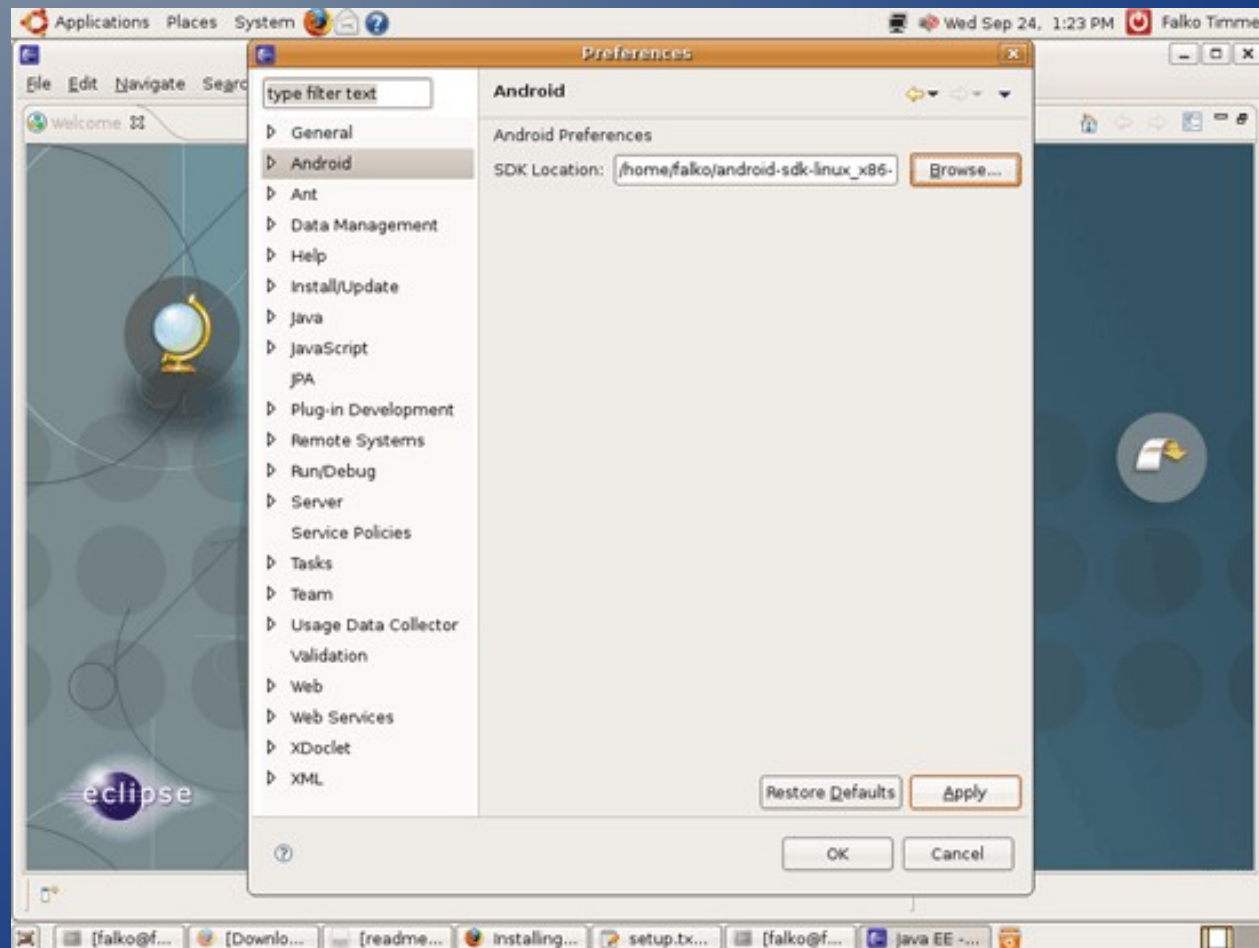 Applications Places System
Wed Sep 24, 1:23 PM Falko Timme
Preferences
File Edit Navigate Searc
Welcome
type filter text
General
Android
Ant
Data Management
Help
Install/Update
Java
JavaScript
JPA
Plug-in Development
Remote Systems
Run/Debug
Server
Service Policies
Tasks
Team
Usage Data Collector
Validation
Web
Web Services
XDoclet
XML
Android
Android Preferences
SDK Location: /home/falko/android-sdk-linux_x86- Browse...
Restore Defaults Apply
OK Cancel
eclipse
[falko@f... [Downlo... [readme... Installing... setup.tx... [falko@f... Java EE -...